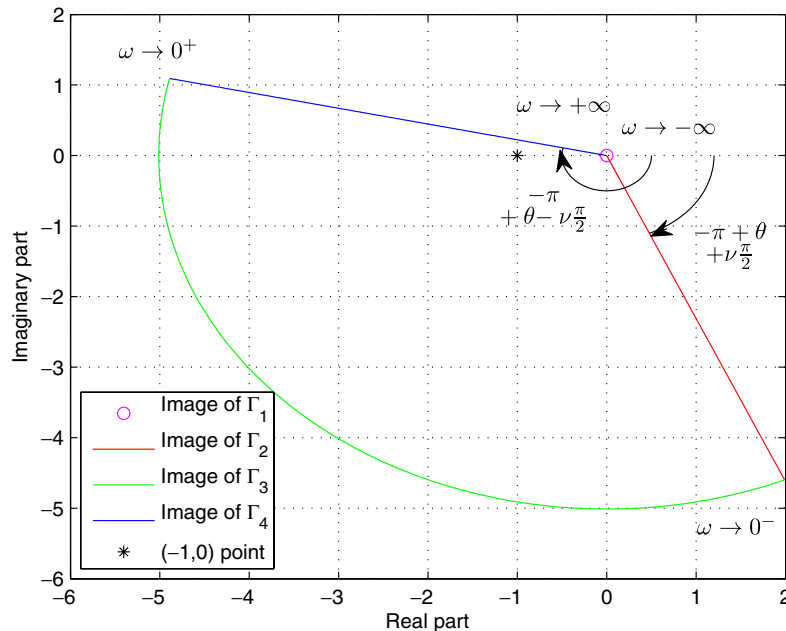 2
1
0
−1
−2
−3
−4
−5
−6
Imaginary part
ω → 0⁺
ω → +∞
ω → −∞
−π
+ θ− ν π/2
−π + θ
+ν π/2
ω → 0⁻
Image of Γ₁
Image of Γ₂
Image of Γ₃
Image of Γ₄
(−1,0) point
−6 −5 −4 −3 −2 −1 0 1 2
Real part